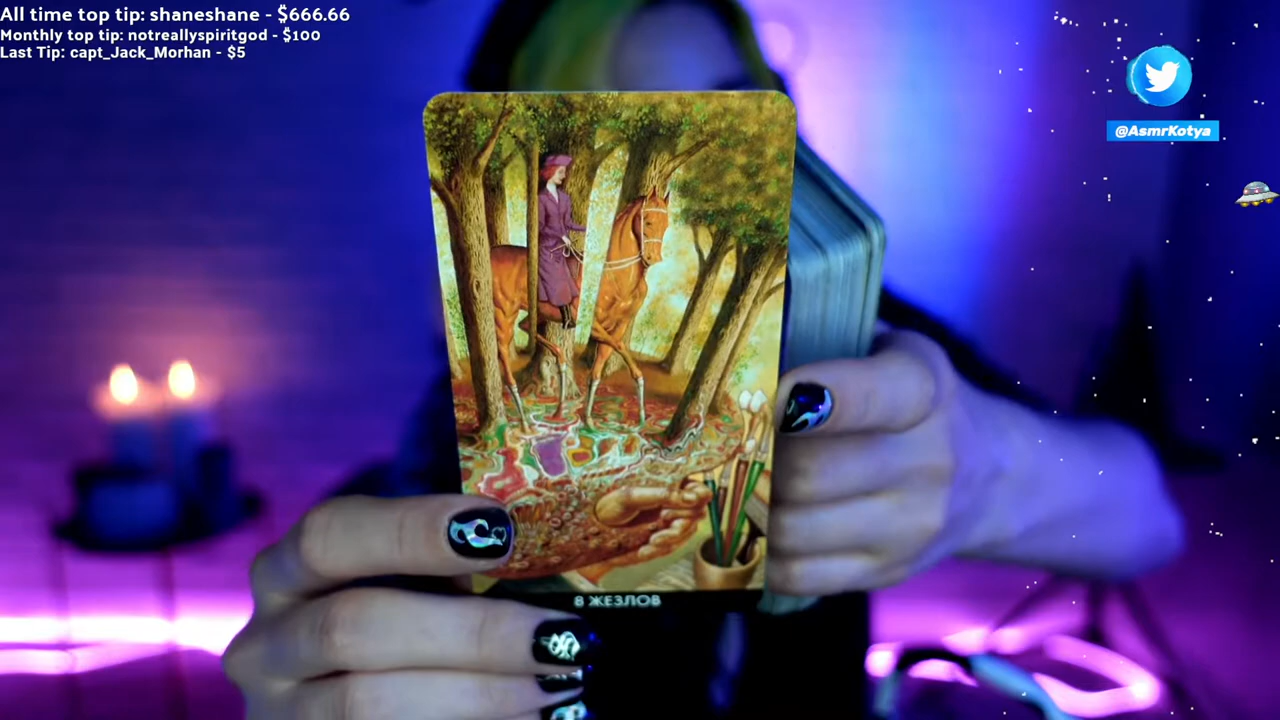 All time top tip: shaneshane - $666.66
Monthly top tip: notreallyspiritgod - $100
Last Tip: capt_Jack_Morhan - $5
@AsmrKotya
8 ЖЕЗЛОВ